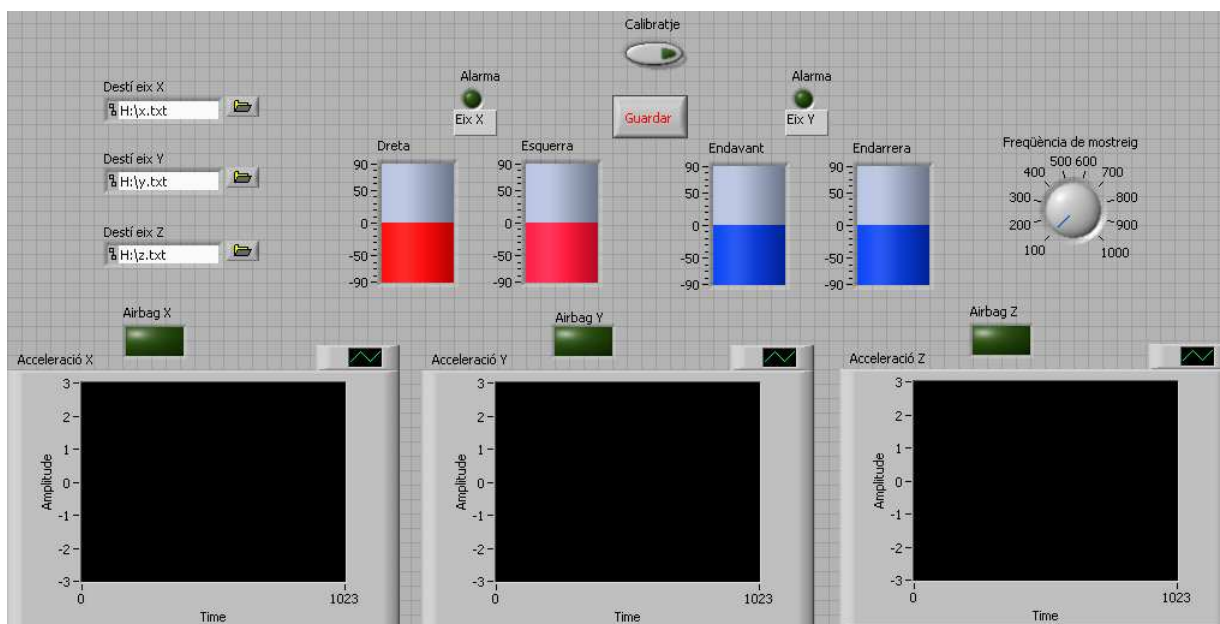 Calibratje
Destí eix X
H:\x.txt
Destí eix Y
H:\y.txt
Destí eix Z
H:\z.txt
Alarma
Eix X
Guardar
Alarma
Eix Y
Dreta
90
50
0
-50
-90
Esquerra
90
50
0
-50
-90
Endavant
90
50
0
-50
-90
Endarrera
90
50
0
-50
-90
Freqüència de mostreig
100
200
300
400
500
600
700
800
900
1000
Airbag X
Acceleració X
Amplitude
3
2
1
0
-1
-2
-3
0
1023
Time
Airbag Y
Acceleració Y
Amplitude
3
2
1
0
-1
-2
-3
0
1023
Time
Airbag Z
Acceleració Z
Amplitude
3
2
1
0
-1
-2
-3
0
1023
Time